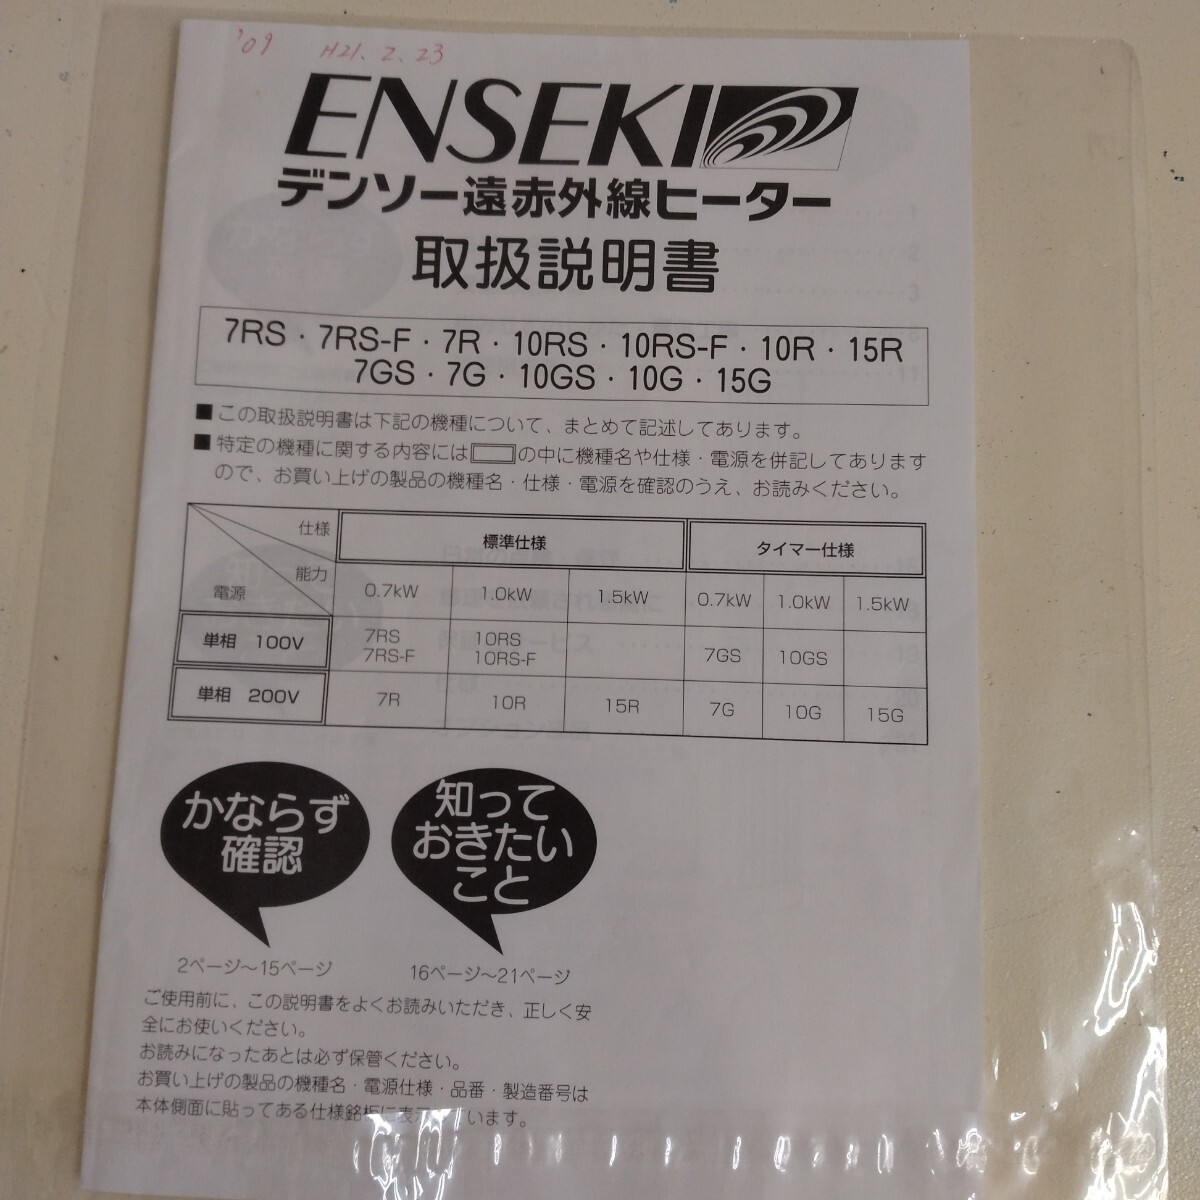 '09 H21. 2. 23
ENSEKI
デンソー遠赤外線ヒーター
取扱説明書
7RS・7RS-F・7R・10RS・10RS-F・10R・15R
7GS・7G・10GS・10G・15G
■ この取扱説明書は下記の機種について、まとめて記述してあります。
■ 特定の機種に関する内容には の中に機種名や仕様・電源を併記してあります
ので、お買い上げの製品の機種名・仕様・電源を確認のうえ、お読みください。
仕様 標準仕様 タイマー仕様
能力
電源 0.7kW 1.0kW 1.5kW 0.7kW 1.0kW 1.5kW
単相 100V 7RS 10RS 7GS 10GS
7RS-F 10RS-F
単相 200V 7R 10R 15R 7G 10G 15G
かならず
確認
知って
おきたい
こと
2ページ～15ページ
16ページ～21ページ
ご使用前に、この説明書をよくお読みいただき、正しく安
全にお使いください。
お読みになったあとは必ず保管ください。
お買い上げの製品の機種名・電源仕様・品番・製造番号は
本体側面に貼ってある仕様銘板に表示 います。